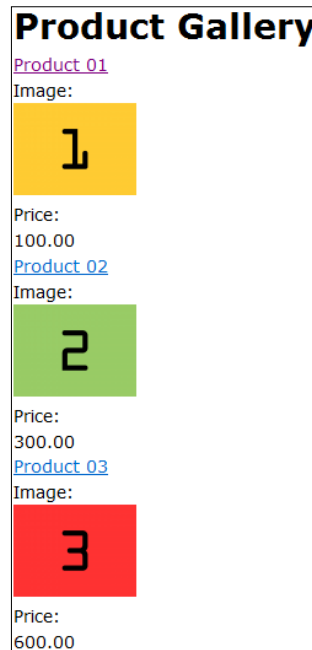 Product Gallery
Product 01
Image:
1
Price:
100.00
Product 02
Image:
2
Price:
300.00
Product 03
Image:
3
Price:
600.00